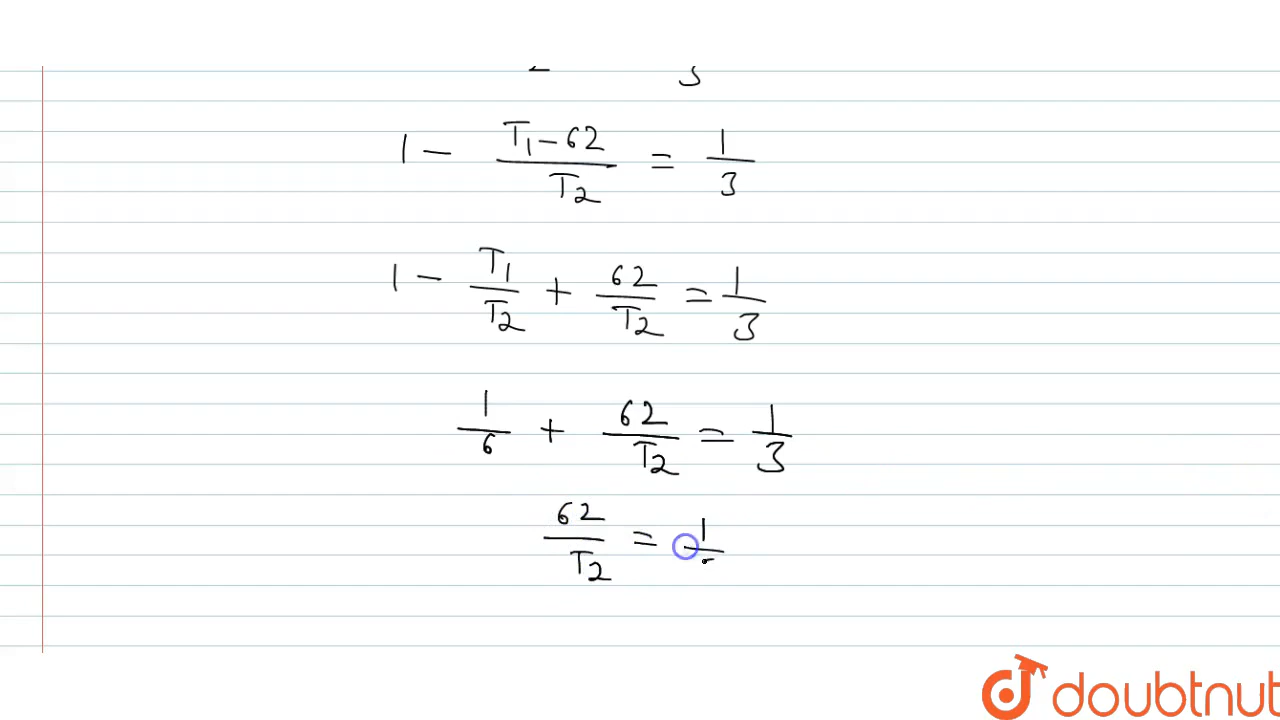 1 - (T₁ - 62)/T₂ = 1/3
1 - T₁/T₂ + 62/T₂ = 1/3
1/6 + 62/T₂ = 1/3
62/T₂ = 1/
doubtnut